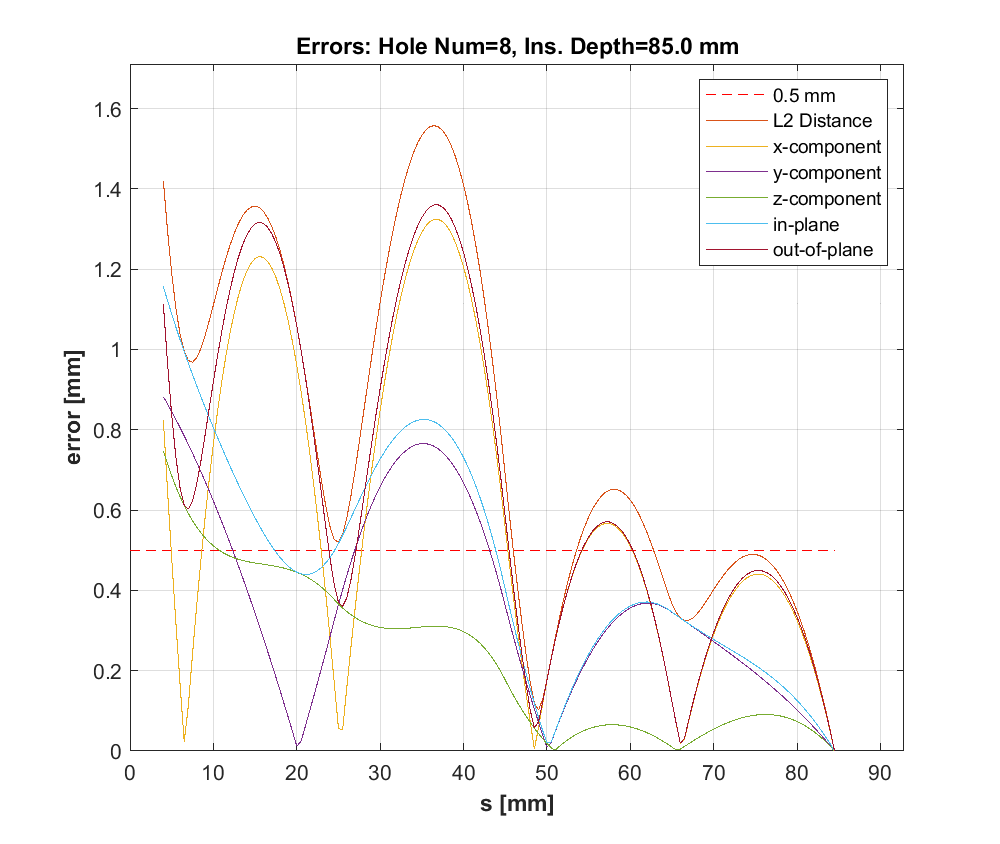 Errors: Hole Num=8, Ins. Depth=85.0 mm
0.5 mm
L2 Distance
x-component
y-component
z-component
in-plane
out-of-plane
error [mm]
1.6
1.4
1.2
1
0.8
0.6
0.4
0.2
0
0 10 20 30 40 50 60 70 80 90
s [mm]